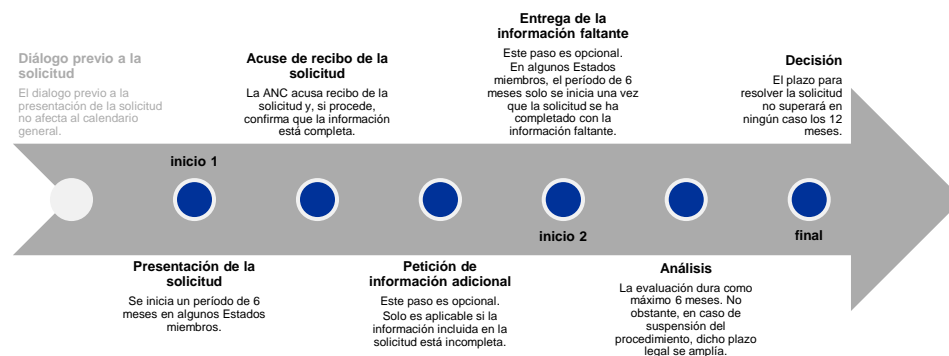 Diálogo previo a la
solicitud
El dialogo previo a la
presentación de la solicitud
no afecta al calendario
general.
Acuse de recibo de la
solicitud
La ANC acusa recibo de la
solicitud y, si procede,
confirma que la información
está completa.
Entrega de la
información faltante
Este paso es opcional.
En algunos Estados
miembros, el período de 6
meses solo se inicia una vez
que la solicitud se ha
completado con la
información faltante.
Decisión
El plazo para
resolver la solicitud
no superará en
ningún caso los 12
meses.
inicio 1
inicio 2
final
Presentación de la
solicitud
Se inicia un período de 6
meses en algunos Estados
miembros.
Petición de
información adicional
Este paso es opcional.
Solo es aplicable si la
información incluida en la
solicitud está incompleta.
Análisis
La evaluación dura como
máximo 6 meses. No
obstante, en caso de
suspensión del
procedimiento, dicho plazo
legal se amplía.